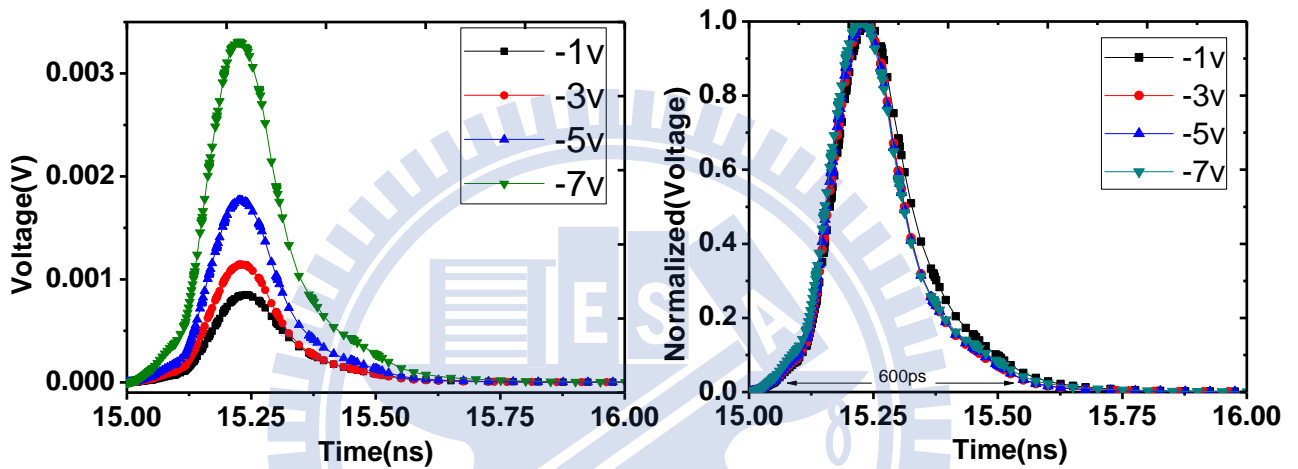 Voltage(V)
0.003
0.002
0.001
0.000
15.00 15.25 15.50 15.75 16.00
Time(ns)
-1v
-3v
-5v
-7v
Normalized(Voltage)
1.0
0.8
0.6
0.4
0.2
0.0
15.00 15.25 15.50 15.75 16.00
Time(ns)
-1v
-3v
-5v
-7v
600ps
E S A
8